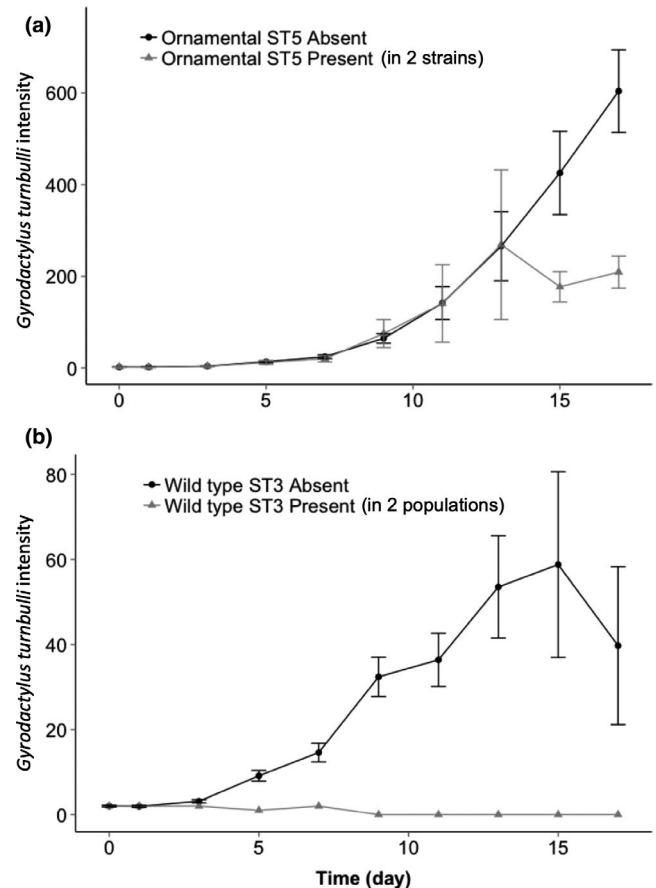 (a)
Ornamental ST5 Absent
Ornamental ST5 Present (in 2 strains)
Gyrodactylus turnbulli intensity
600
400
200
0
0 5 10 15
(b)
Wild type ST3 Absent
Wild type ST3 Present (in 2 populations)
Gyrodactylus turnbulli intensity
80
60
40
20
0
0 5 10 15
Time (day)